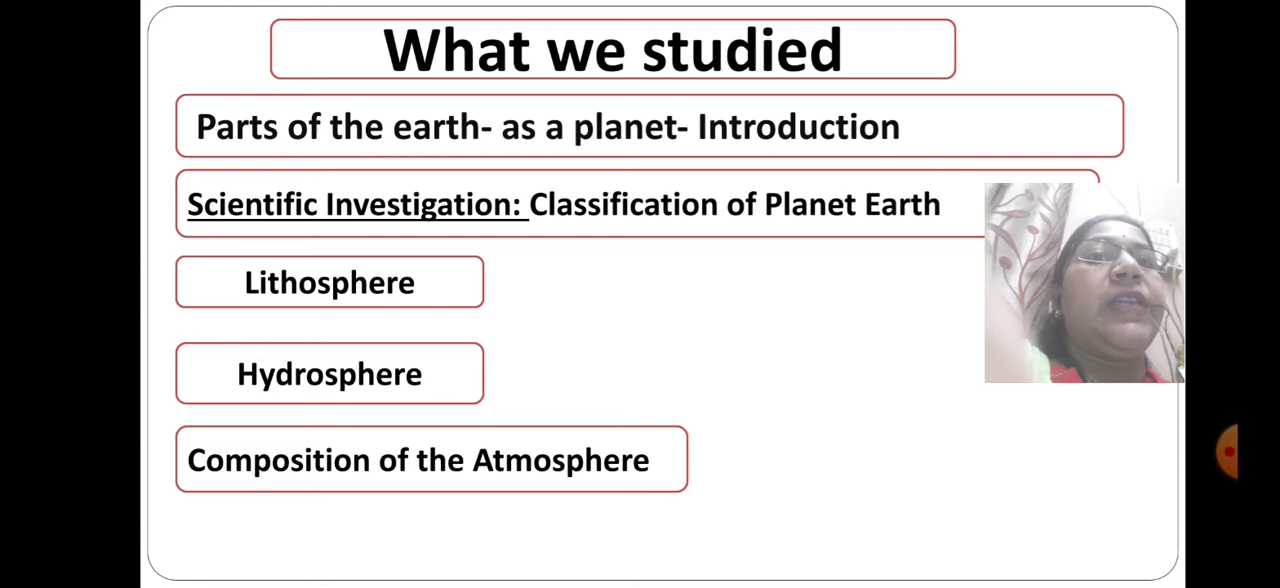 What we studied
Parts of the earth- as a planet- Introduction
Scientific Investigation: Classification of Planet Earth
Lithosphere
Hydrosphere
Composition of the Atmosphere